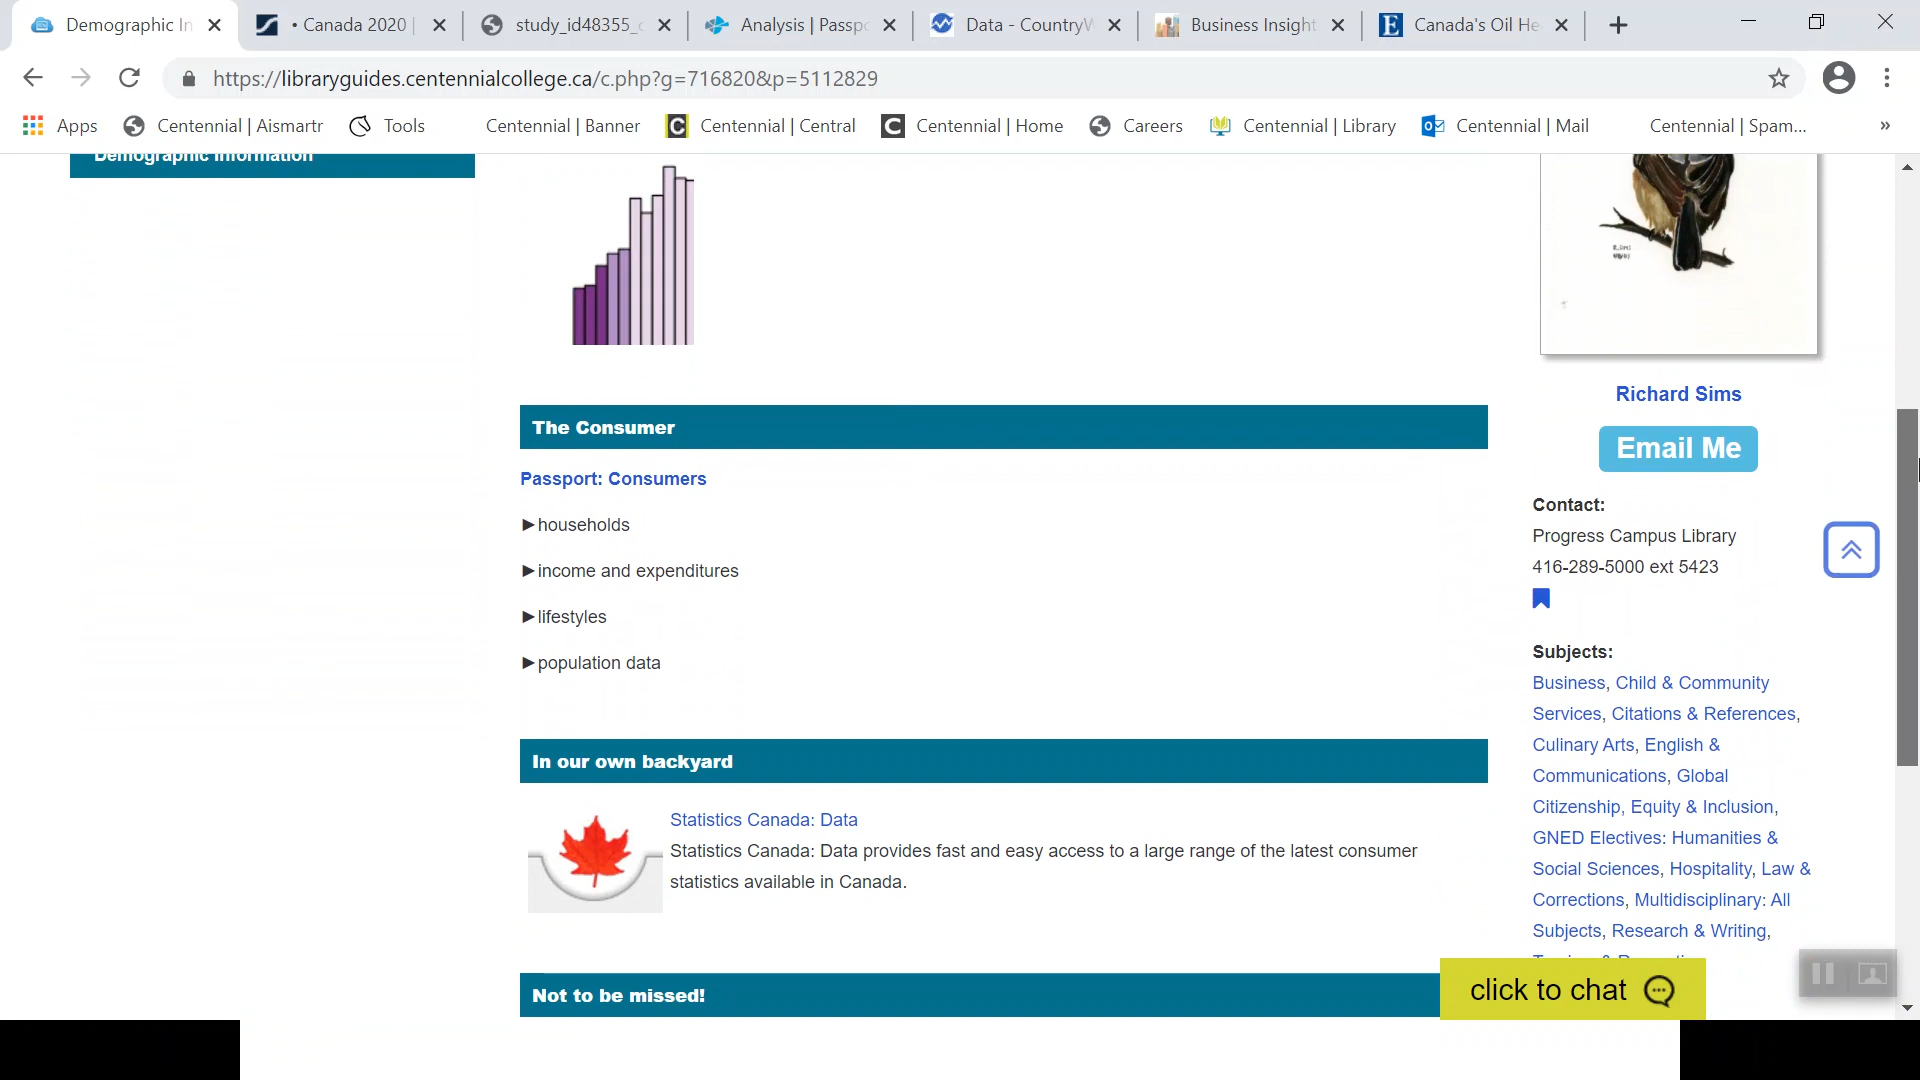 Demographic In
• Canada 2020 |
study_id48355_c
Analysis | Passpo
Data - CountryW
Business Insight
Canada's Oil He
https://libraryguides.centennialcollege.ca/c.php?g=716820&p=5112829
Apps
Centennial | Aismartr
Tools
Centennial | Banner
Centennial | Central
Centennial | Home
Careers
Centennial | Library
Centennial | Mail
Centennial | Spam...
»
Demographic Information
The Consumer
Passport: Consumers
►households
►income and expenditures
►lifestyles
►population data
In our own backyard
Statistics Canada: Data
Statistics Canada: Data provides fast and easy access to a large range of the latest consumer
statistics available in Canada.
Not to be missed!
Richard Sims
Email Me
Contact:
Progress Campus Library
416-289-5000 ext 5423
Subjects:
Business, Child & Community
Services, Citations & References,
Culinary Arts, English &
Communications, Global
Citizenship, Equity & Inclusion,
GNED Electives: Humanities &
Social Sciences, Hospitality, Law &
Corrections, Multidisciplinary: All
Subjects, Research & Writing,
click to chat